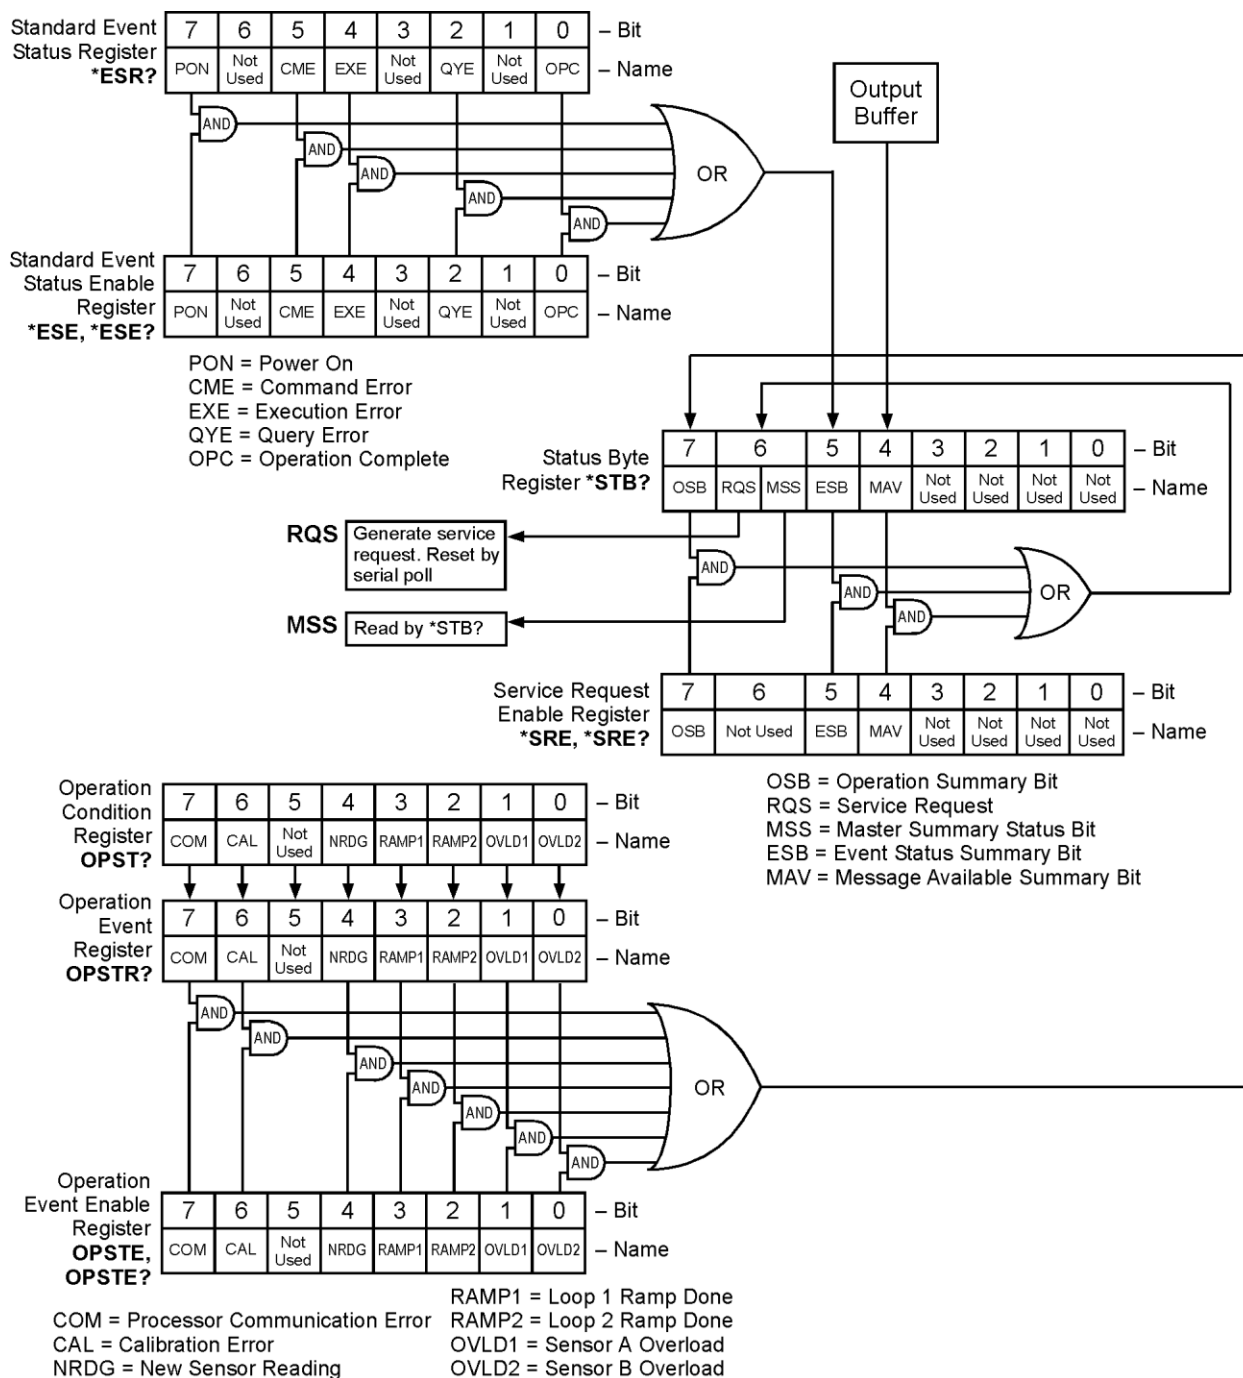 Standard Event
Status Register
*ESR?
7 6 5 4 3 2 1 0 – Bit
PON Not Used CME EXE Not Used QYE Not Used OPC – Name
AND
AND
AND
AND
AND
OR
Output
Buffer
Standard Event
Status Enable
Register
*ESE, *ESE?
7 6 5 4 3 2 1 0 – Bit
PON Not Used CME EXE Not Used QYE Not Used OPC – Name
PON = Power On
CME = Command Error
EXE = Execution Error
QYE = Query Error
OPC = Operation Complete
Status Byte
Register *STB?
7 6 5 4 3 2 1 0 – Bit
OSB RQS MSS ESB MAV Not Used Not Used Not Used Not Used – Name
RQS
Generate service
request. Reset by
serial poll
MSS
Read by *STB?
AND
AND
AND
OR
Service Request
Enable Register
*SRE, *SRE?
7 6 5 4 3 2 1 0 – Bit
OSB Not Used ESB MAV Not Used Not Used Not Used Not Used – Name
OSB = Operation Summary Bit
RQS = Service Request
MSS = Master Summary Status Bit
ESB = Event Status Summary Bit
MAV = Message Available Summary Bit
Operation
Condition
Register
OPST?
7 6 5 4 3 2 1 0 – Bit
COM CAL Not Used NRDG RAMP1 RAMP2 OVLD1 OVLD2 – Name
Operation
Event
Register
OPSTR?
7 6 5 4 3 2 1 0 – Bit
COM CAL Not Used NRDG RAMP1 RAMP2 OVLD1 OVLD2 – Name
AND
AND
AND
AND
AND
AND
AND
OR
Operation
Event Enable
Register
OPSTE,
OPSTE?
7 6 5 4 3 2 1 0 – Bit
COM CAL Not Used NRDG RAMP1 RAMP2 OVLD1 OVLD2 – Name
COM = Processor Communication Error
CAL = Calibration Error
NRDG = New Sensor Reading
RAMP1 = Loop 1 Ramp Done
RAMP2 = Loop 2 Ramp Done
OVLD1 = Sensor A Overload
OVLD2 = Sensor B Overload